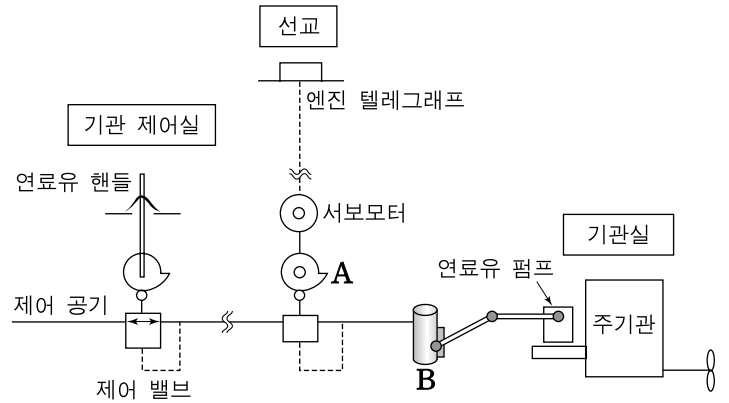 선교
엔진 텔레그래프
기관 제어실
연료유 핸들
서보모터
기관실
A
연료유 펌프
제어 공기
주기관
B
제어 밸브